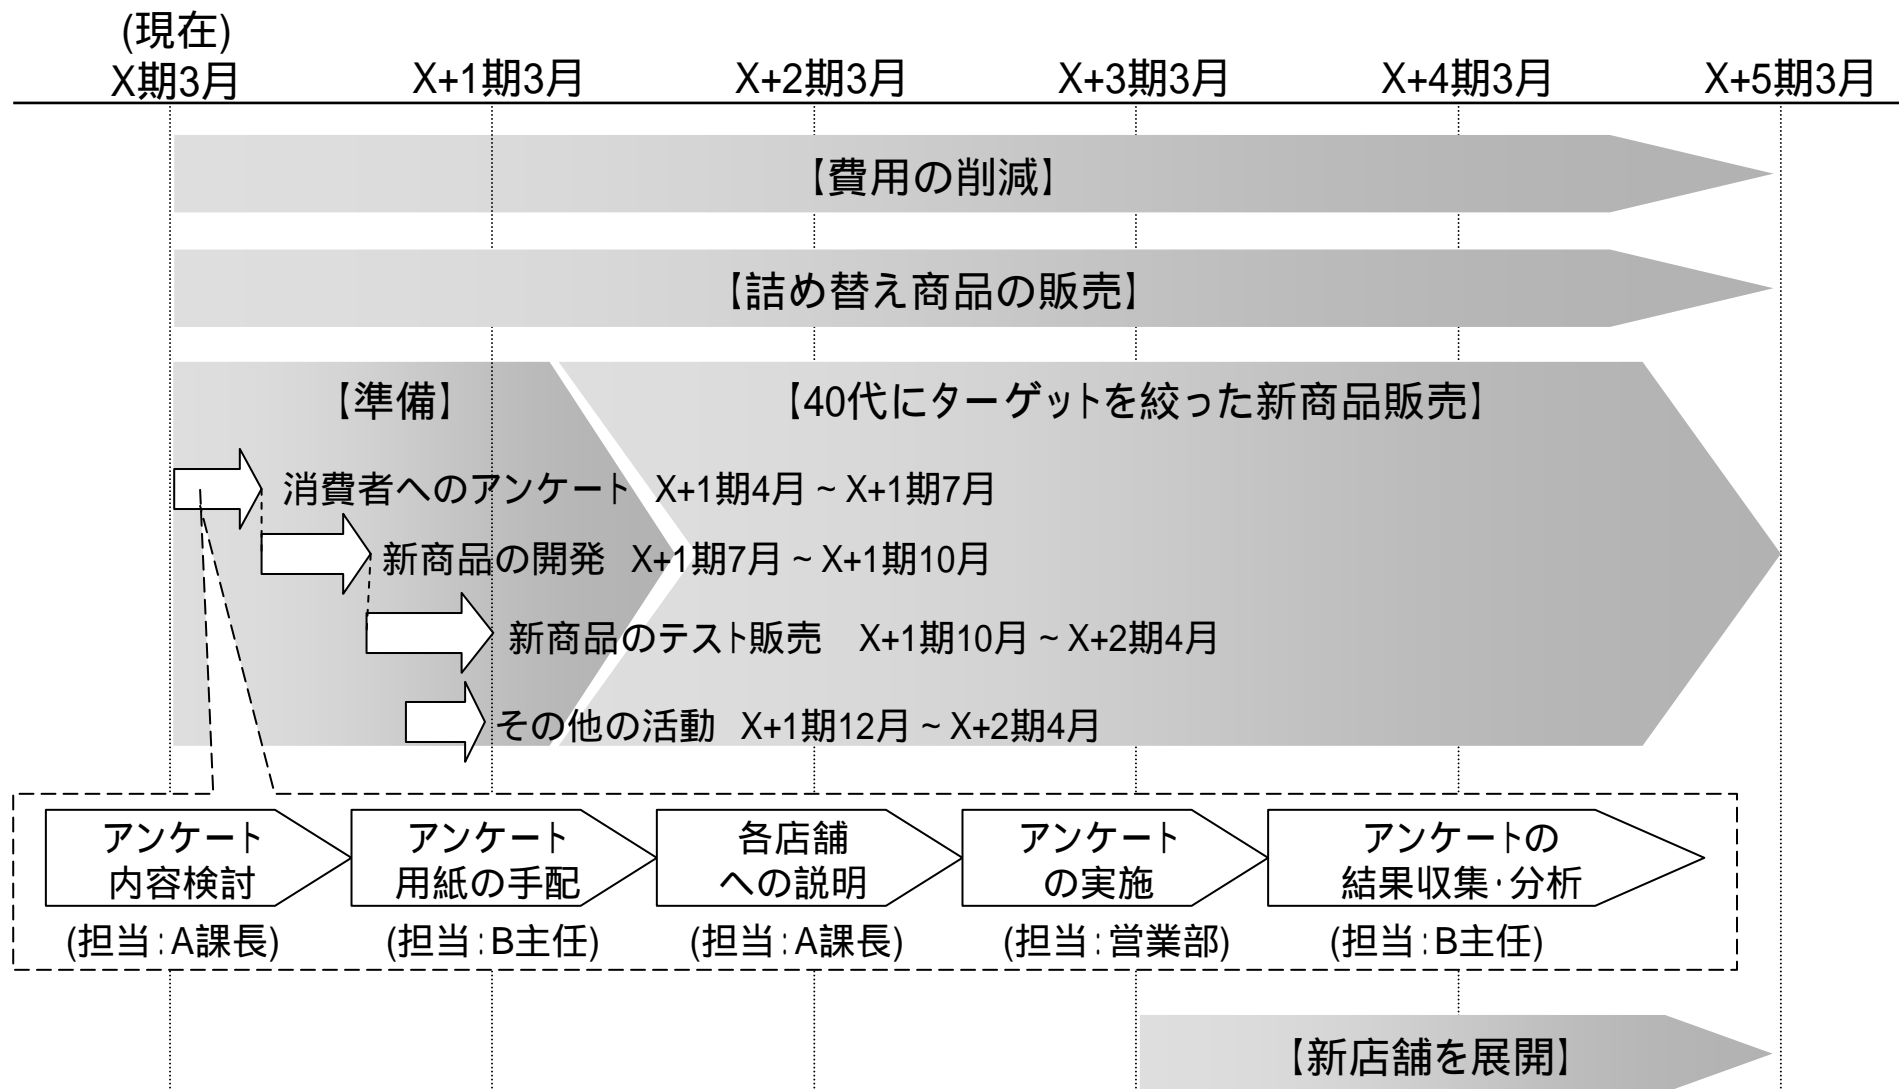 (現在)
X期3月 X+1期3月 X+2期3月 X+3期3月 X+4期3月 X+5期3月
【費用の削減】
【詰め替え商品の販売】
【準備】 【40代にターゲットを絞った新商品販売】
消費者へのアンケート X+1期4月 ~ X+1期7月
新商品の開発 X+1期7月 ~ X+1期10月
新商品のテスト販売 X+1期10月 ~ X+2期4月
その他の活動 X+1期12月 ~ X+2期4月
アンケート
内容検討
(担当:A課長)
アンケート
用紙の手配
(担当:B主任)
各店舗
への説明
(担当:A課長)
アンケート
の実施
(担当:営業部)
アンケートの
結果収集・分析
(担当:B主任)
【新店舗を展開】